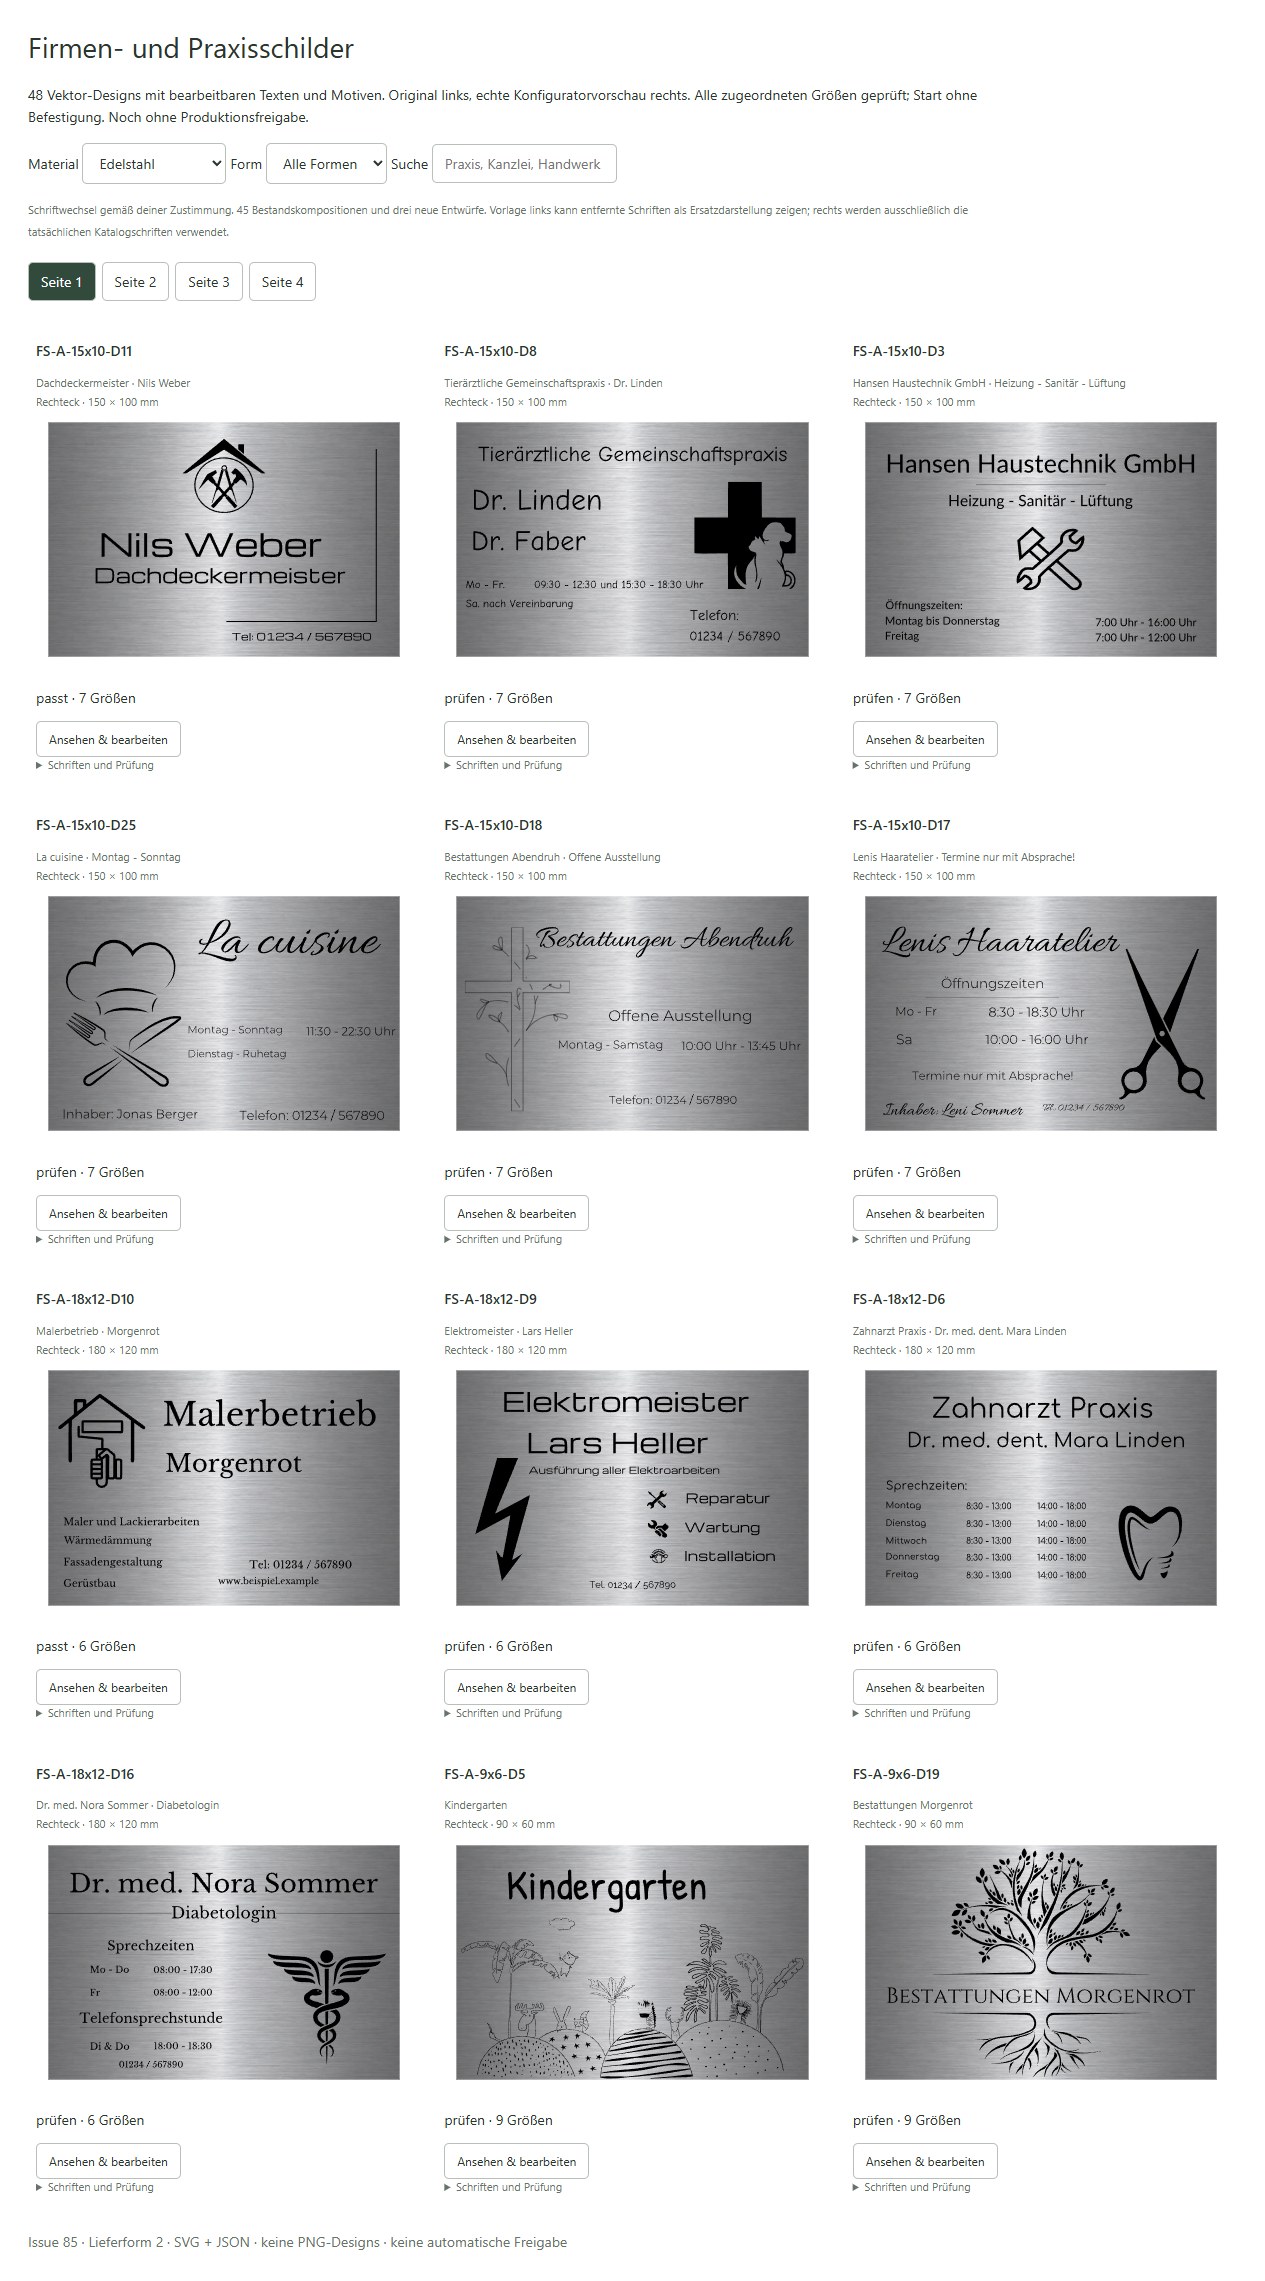 Firmen- und Praxisschilder
48 Vektor-Designs mit bearbeitbaren Texten und Motiven. Original links, echte Konfiguratorvorschau rechts. Alle zugeordneten Größen geprüft; Start ohne
Befestigung. Noch ohne Produktionsfreigabe.
Material Edelstahl Form Alle Formen Suche Praxis, Kanzlei, Handwerk
Schriftwechsel gemäß deiner Zustimmung. 45 Bestandskompositionen und drei neue Entwürfe. Vorlage links kann entfernte Schriften als Ersatzdarstellung zeigen; rechts werden ausschließlich die
tatsächlichen Katalogschriften verwendet.
Seite 1 Seite 2 Seite 3 Seite 4
FS-A-15x10-D11
Dachdeckermeister · Nils Weber
Rechteck · 150 × 100 mm
Nils Weber
Dachdeckermeister
Tel: 01234 / 567890
passt · 7 Größen
Ansehen & bearbeiten
▶ Schriften und Prüfung
FS-A-15x10-D8
Tierärztliche Gemeinschaftspraxis · Dr. Linden
Rechteck · 150 × 100 mm
Tierärztliche Gemeinschaftspraxis
Dr. Linden
Dr. Faber
Mo - Fr. 09:30 - 12:30 und 15:30 - 18:30 Uhr
Sa. nach Vereinbarung
Telefon:
01234 / 567890
prüfen · 7 Größen
Ansehen & bearbeiten
▶ Schriften und Prüfung
FS-A-15x10-D3
Hansen Haustechnik GmbH · Heizung - Sanitär - Lüftung
Rechteck · 150 × 100 mm
Hansen Haustechnik GmbH
Heizung - Sanitär - Lüftung
Öffnungszeiten:
Montag bis Donnerstag 7:00 Uhr - 16:00 Uhr
Freitag 7:00 Uhr - 12:00 Uhr
prüfen · 7 Größen
Ansehen & bearbeiten
▶ Schriften und Prüfung
FS-A-15x10-D25
La cuisine · Montag - Sonntag
Rechteck · 150 × 100 mm
La cuisine
Montag - Sonntag 11:30 - 22:30 Uhr
Dienstag - Ruhetag
Inhaber: Jonas Berger Telefon: 01234 / 567890
prüfen · 7 Größen
Ansehen & bearbeiten
▶ Schriften und Prüfung
FS-A-15x10-D18
Bestattungen Abendruh · Offene Ausstellung
Rechteck · 150 × 100 mm
Bestattungen Abendruh
Offene Ausstellung
Montag - Samstag 10:00 Uhr - 13:45 Uhr
Telefon: 01234 / 567890
prüfen · 7 Größen
Ansehen & bearbeiten
▶ Schriften und Prüfung
FS-A-15x10-D17
Lenis Haaratelier · Termine nur mit Absprache!
Rechteck · 150 × 100 mm
Lenis Haaratelier
Öffnungszeiten
Mo - Fr 8:30 - 18:30 Uhr
Sa 10:00 - 16:00 Uhr
Termine nur mit Absprache!
Inhaber: Leni Sommer Tel. 01234 / 567890
prüfen · 7 Größen
Ansehen & bearbeiten
▶ Schriften und Prüfung
FS-A-18x12-D10
Malerbetrieb · Morgenrot
Rechteck · 180 × 120 mm
Malerbetrieb
Morgenrot
Maler und Lackierarbeiten
Wärmedämmung
Fassadengestaltung Tel: 01234 / 567890
Gerüstbau www.beispiel.example
passt · 6 Größen
Ansehen & bearbeiten
▶ Schriften und Prüfung
FS-A-18x12-D9
Elektromeister · Lars Heller
Rechteck · 180 × 120 mm
Elektromeister
Lars Heller
Ausführung aller Elektroarbeiten
Reparatur
Wartung
Installation
Tel. 01234 / 567890
prüfen · 6 Größen
Ansehen & bearbeiten
▶ Schriften und Prüfung
FS-A-18x12-D6
Zahnarzt Praxis · Dr. med. dent. Mara Linden
Rechteck · 180 × 120 mm
Zahnarzt Praxis
Dr. med. dent. Mara Linden
Sprechzeiten:
Montag 8:30 - 13:00 14:00 - 18:00
Dienstag 8:30 - 13:00 14:00 - 18:00
Mittwoch 8:30 - 13:00 14:00 - 18:00
Donnerstag 8:30 - 13:00 14:00 - 18:00
Freitag 8:30 - 13:00 14:00 - 18:00
prüfen · 6 Größen
Ansehen & bearbeiten
▶ Schriften und Prüfung
FS-A-18x12-D16
Dr. med. Nora Sommer · Diabetologin
Rechteck · 180 × 120 mm
Dr. med. Nora Sommer
Diabetologin
Sprechzeiten
Mo - Do 08:00 - 17:30
Fr 08:00 - 12:00
Telefonsprechstunde
Di & Do 18:00 - 18:30
01234 / 567890
prüfen · 6 Größen
Ansehen & bearbeiten
▶ Schriften und Prüfung
FS-A-9x6-D5
Kindergarten
Rechteck · 90 × 60 mm
Kindergarten
prüfen · 9 Größen
Ansehen & bearbeiten
▶ Schriften und Prüfung
FS-A-9x6-D19
Bestattungen Morgenrot
Rechteck · 90 × 60 mm
Bestattungen Morgenrot
prüfen · 9 Größen
Ansehen & bearbeiten
▶ Schriften und Prüfung
Issue 85 · Lieferform 2 · SVG + JSON · keine PNG-Designs · keine automatische Freigabe